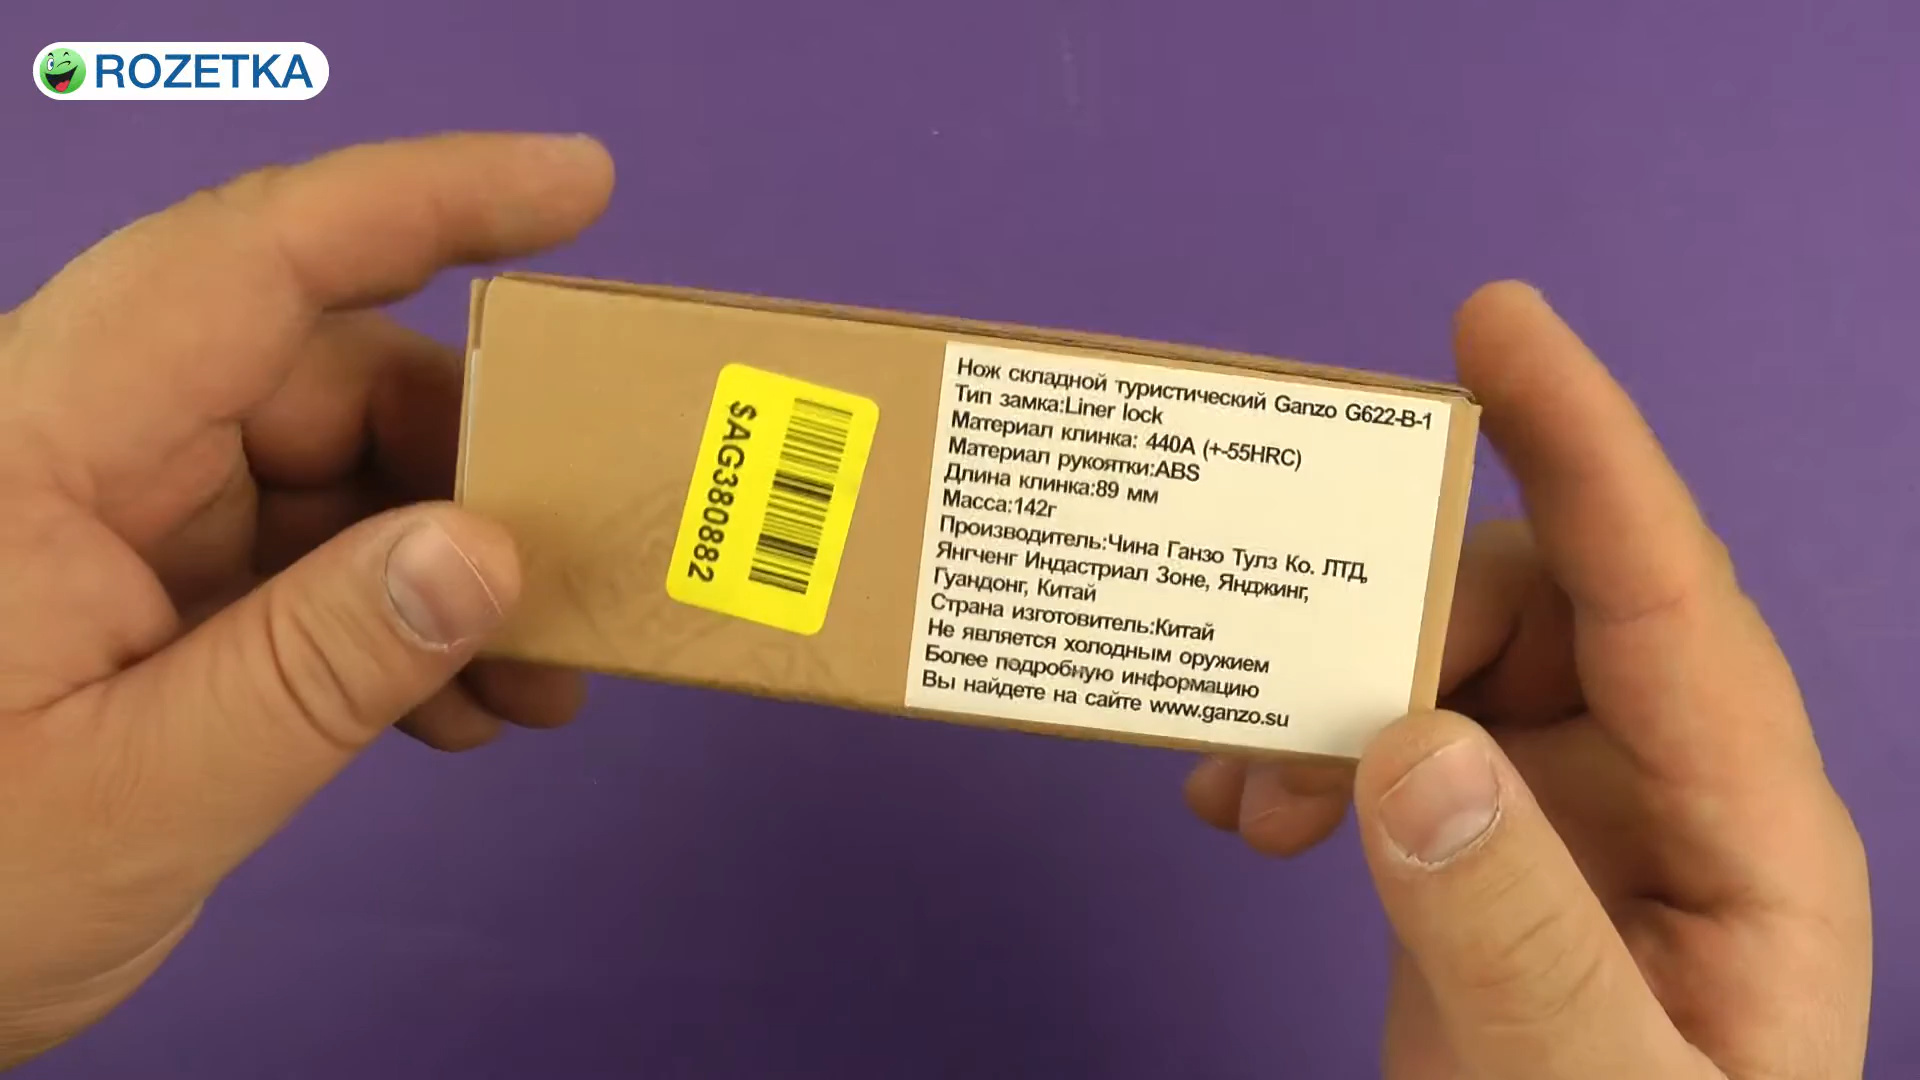 ROZETKA
SAG380882
Нож складной туристический Ganzo G622-B-1
Тип замка:Liner lock
Материал клинка: 440A (+-55HRC)
Материал рукоятки:ABS
Длина клинка:89 мм
Масса:142г
Производитель:Чина Ганзо Тулз Ко. ЛТД,
Янгченг Индастриал Зоне, Янджинг,
Гуандонг, Китай
Страна изготовитель:Китай
Не является холодным оружием
Более подробную информацию
Вы найдете на сайте www.ganzo.su